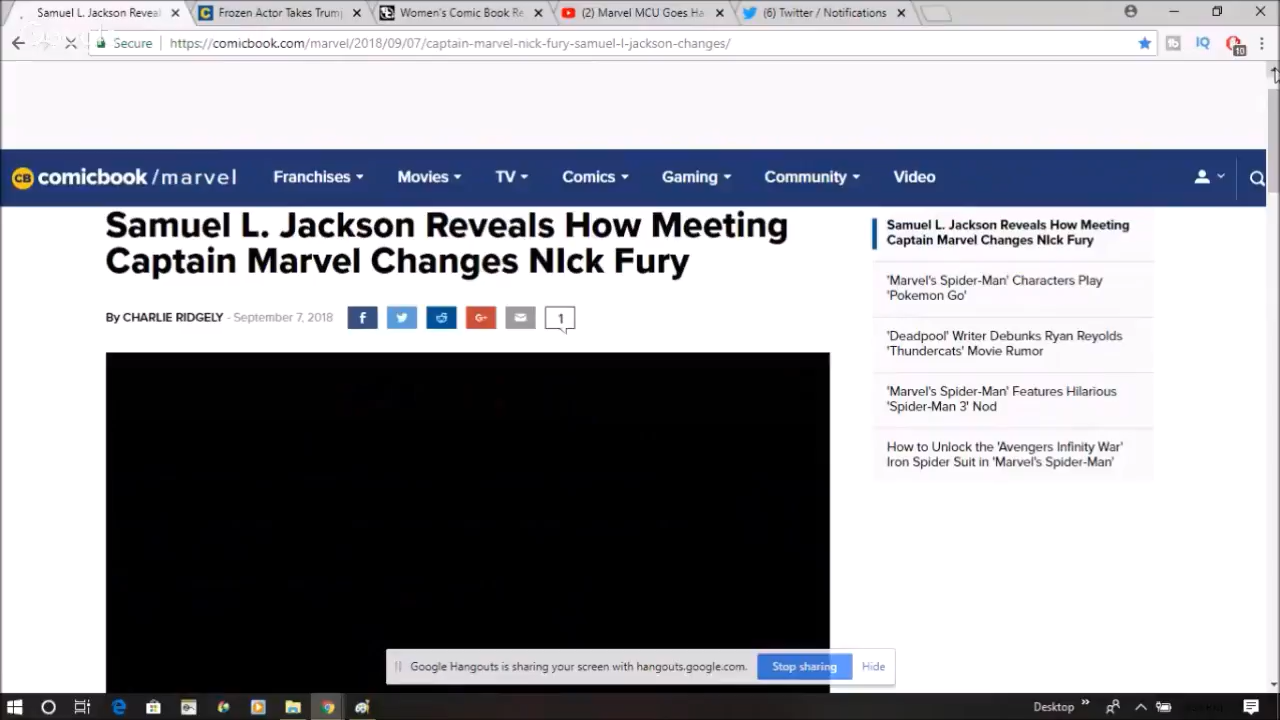 Samuel L. Jackson Reveal
Frozen Actor Takes Trump
Women's Comic Book Re
(2) Marvel MCU Goes Ha
(6) Twitter / Notifications
Secure
https://comicbook.com/marvel/2018/09/07/captain-marvel-nick-fury-samuel-l-jackson-changes/
IQ
10
CB comicbook /marvel
Franchises
Movies
TV
Comics
Gaming
Community
Video
Samuel L. Jackson Reveals How Meeting
Captain Marvel Changes NIck Fury
By CHARLIE RIDGELY - September 7, 2018
1
Samuel L. Jackson Reveals How Meeting
Captain Marvel Changes NIck Fury
'Marvel's Spider-Man' Characters Play
'Pokemon Go'
'Deadpool' Writer Debunks Ryan Reyolds
'Thundercats' Movie Rumor
'Marvel's Spider-Man' Features Hilarious
'Spider-Man 3' Nod
How to Unlock the 'Avengers Infinity War'
Iron Spider Suit in 'Marvel's Spider-Man'
Google Hangouts is sharing your screen with hangouts.google.com.
Stop sharing
Hide
Desktop